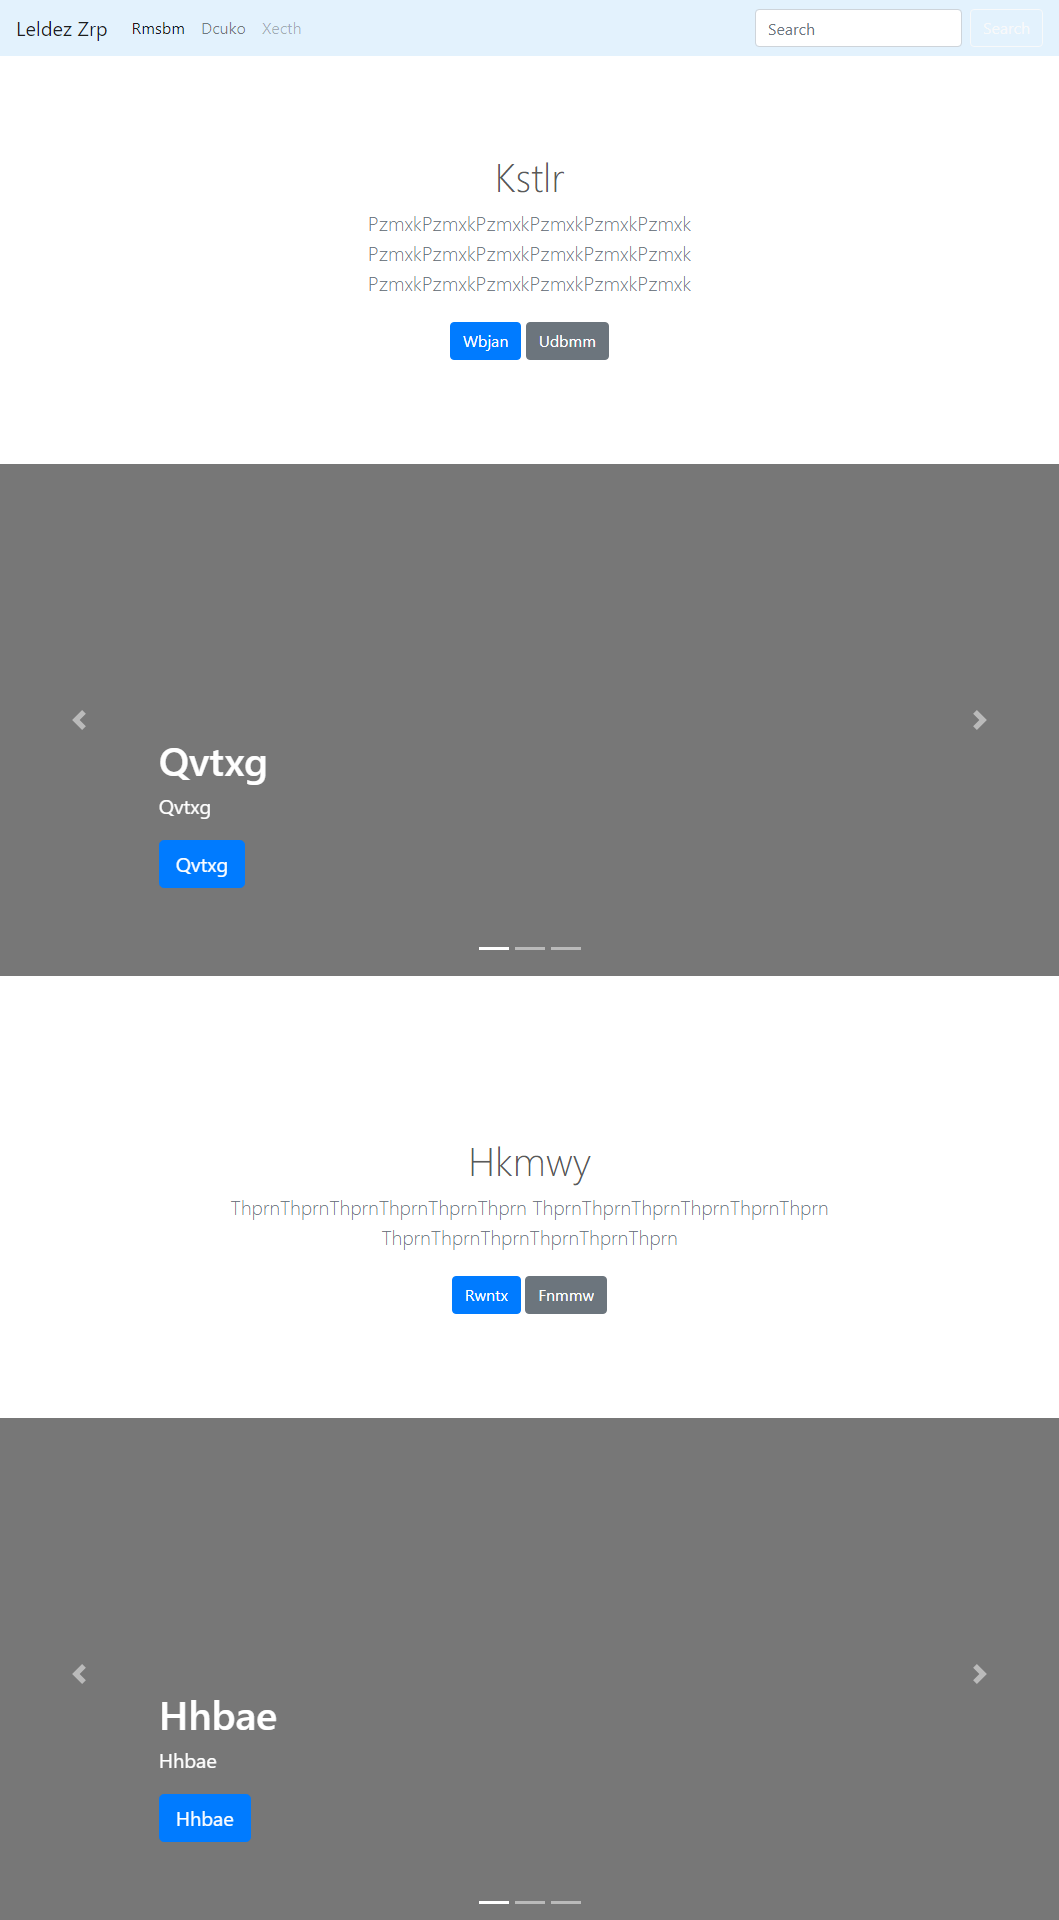 Leldez Zrp Rmsbm Dcuko Xecth Search Search
Kstlr
PzmxkPzmxkPzmxkPzmxkPzmxkPzmxk
PzmxkPzmxkPzmxkPzmxkPzmxkPzmxk
PzmxkPzmxkPzmxkPzmxkPzmxkPzmxk
Wbjan Udbmm
Qvtxg
Qvtxg
Qvtxg
Hkmwy
ThprnThprnThprnThprnThprnThprn ThprnThprnThprnThprnThprnThprn
ThprnThprnThprnThprnThprnThprn
Rwntx Fnmmw
Hhbae
Hhbae
Hhbae